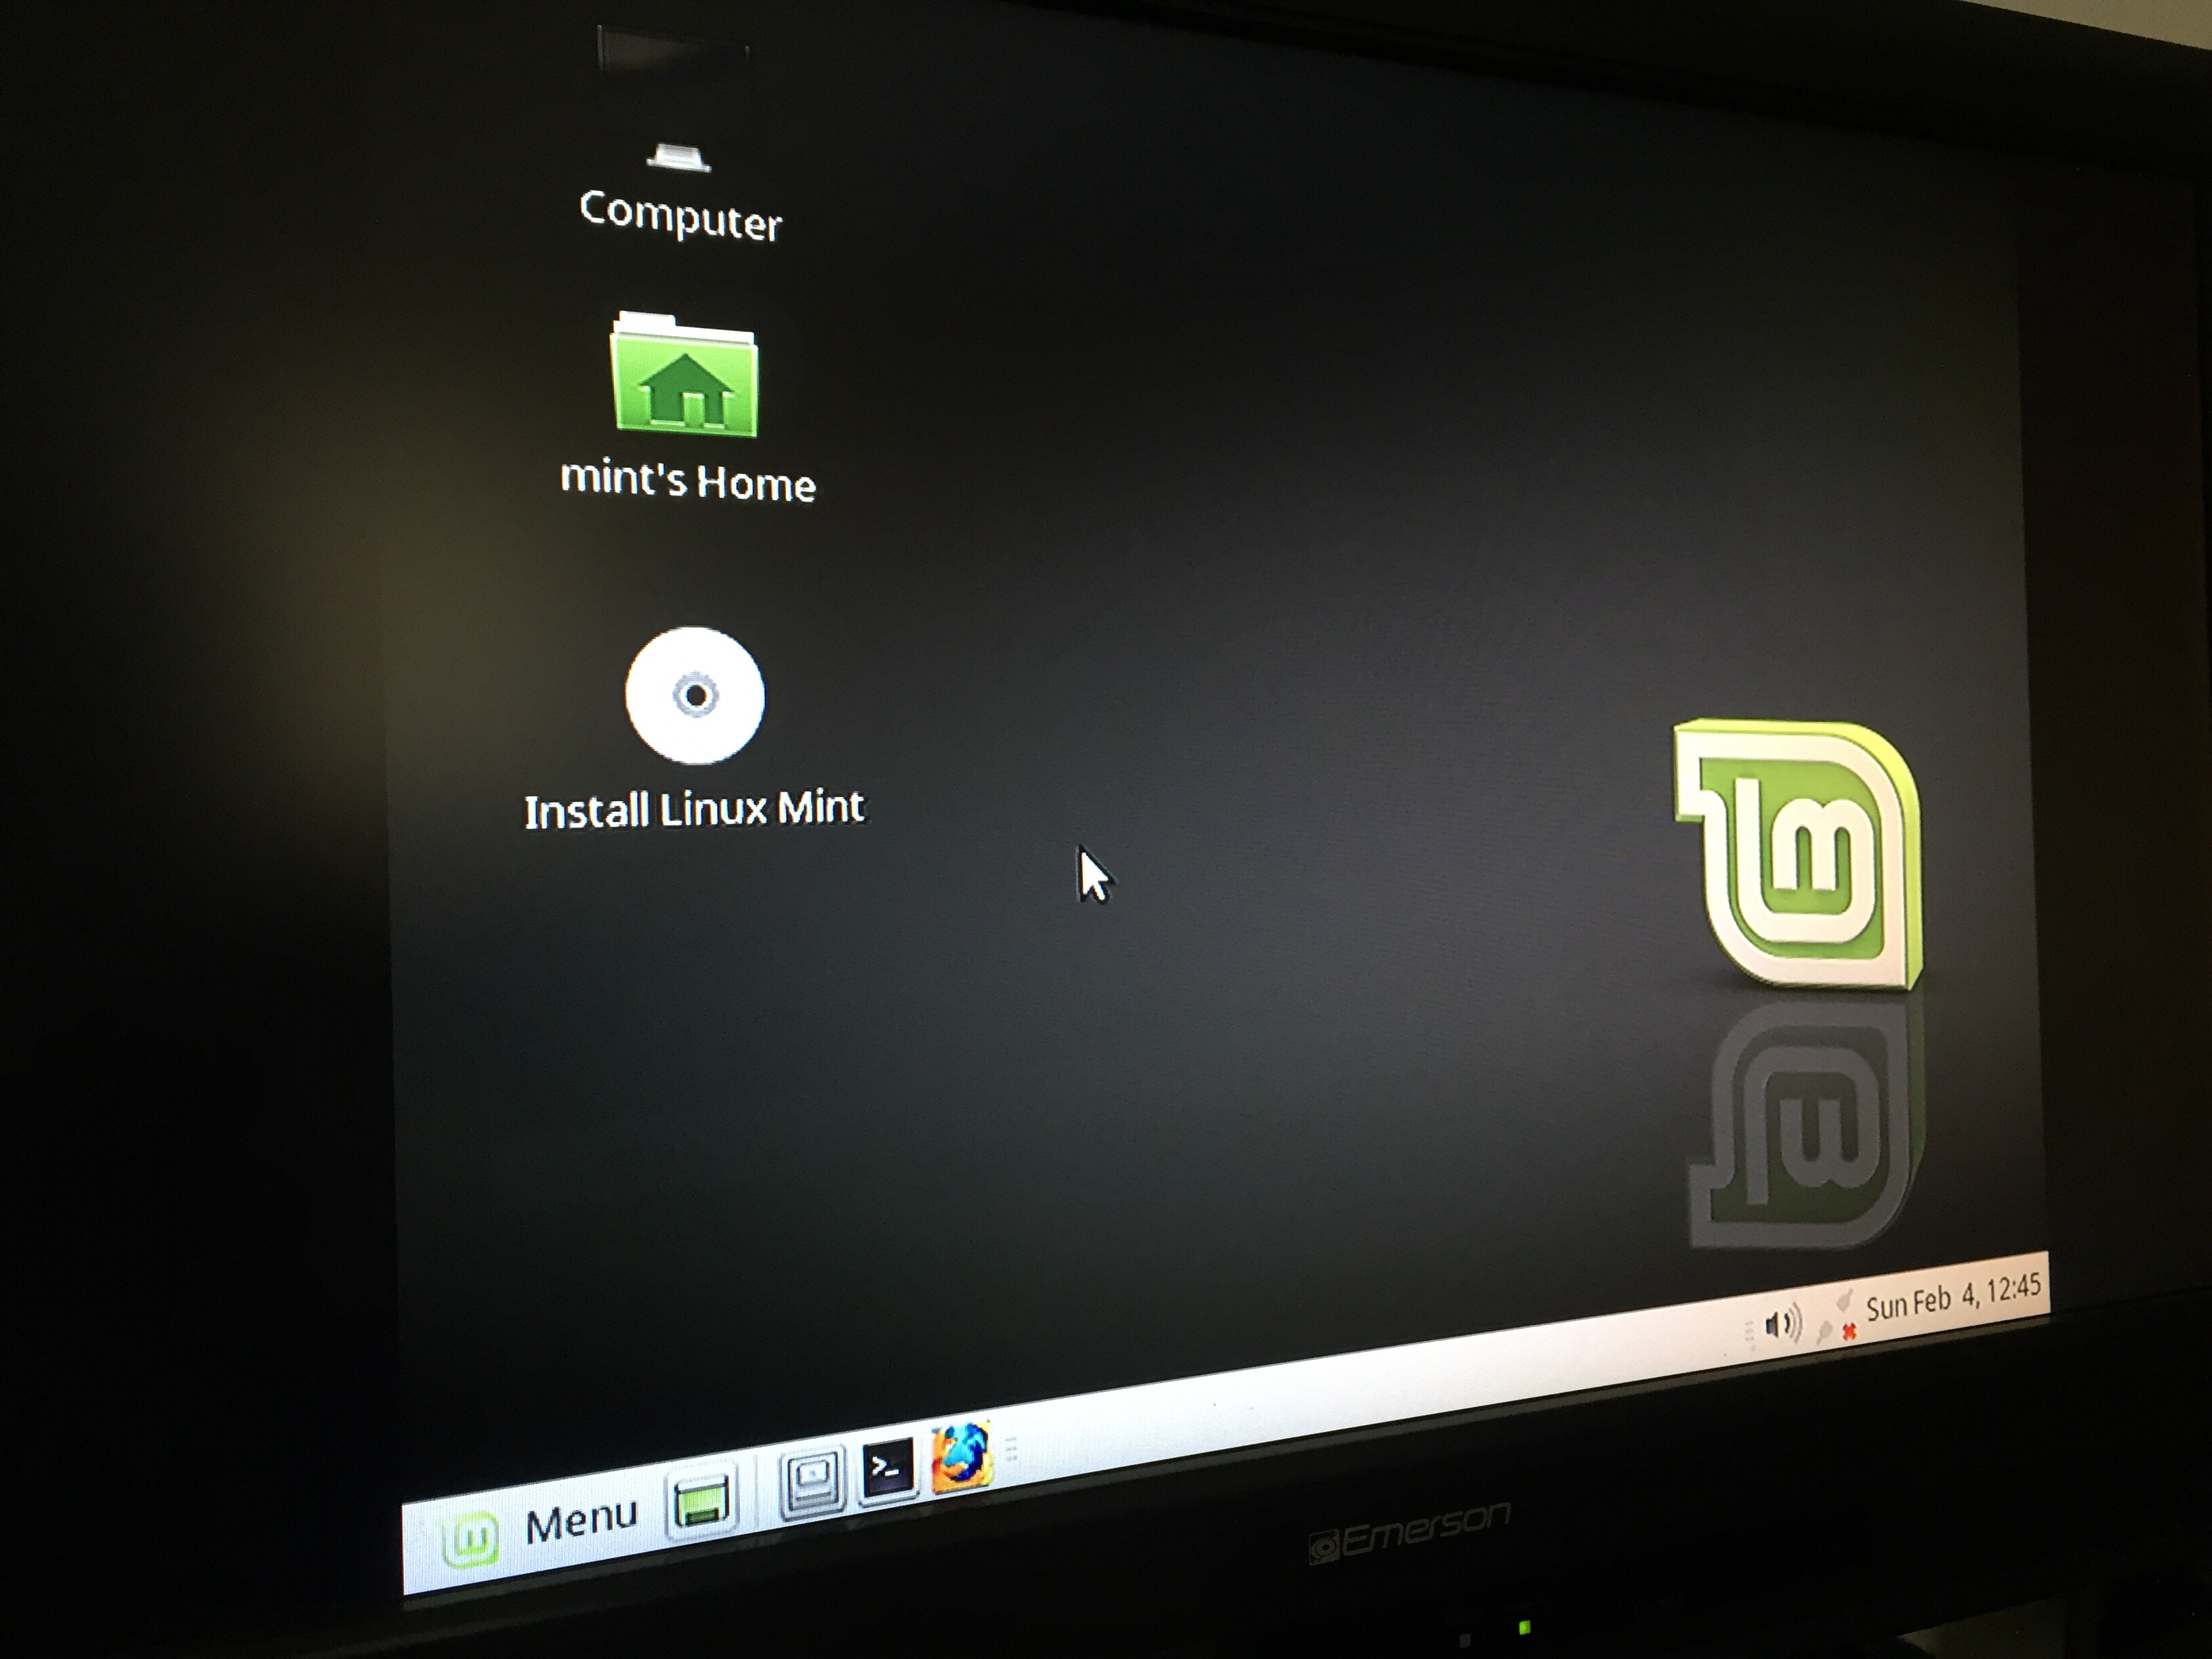 Computer
mint's Home
Install Linux Mint
Sun Feb 4, 12:45
Menu
Emerson